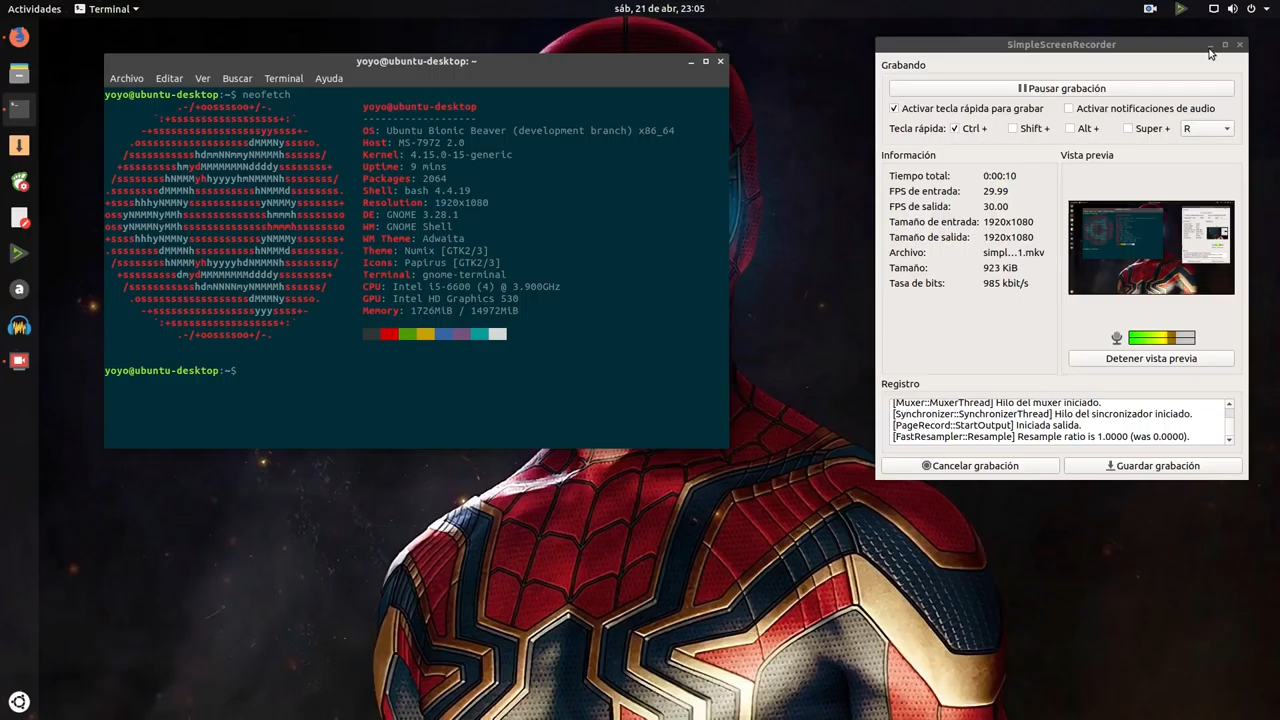 Actividades
Terminal
sáb, 21 de abr, 23:05
yoyo@ubuntu-desktop: ~
Archivo Editar Ver Buscar Terminal Ayuda
yoyo@ubuntu-desktop:~$ neofetch
yoyo@ubuntu-desktop
-------------------
OS: Ubuntu Bionic Beaver (development branch) x86_64
Host: MS-7972 2.0
Kernel: 4.15.0-15-generic
Uptime: 9 mins
Packages: 2064
Shell: bash 4.4.19
Resolution: 1920x1080
DE: GNOME 3.28.1
WM: GNOME Shell
WM Theme: Adwaita
Theme: Numix [GTK2/3]
Icons: Papirus [GTK2/3]
Terminal: gnome-terminal
CPU: Intel i5-6600 (4) @ 3.900GHz
GPU: Intel HD Graphics 530
Memory: 1726MiB / 14972MiB
yoyo@ubuntu-desktop:~$
SimpleScreenRecorder
Grabando
Pausar grabación
Activar tecla rápida para grabar Activar notificaciones de audio
Tecla rápida: Ctrl + Shift + Alt + Super + R
Información
Tiempo total: 0:00:10
FPS de entrada: 29.99
FPS de salida: 30.00
Tamaño de entrada: 1920x1080
Tamaño de salida: 1920x1080
Archivo: simpl...1.mkv
Tamaño: 923 KiB
Tasa de bits: 985 kbit/s
Vista previa
Detener vista previa
Registro
[Muxer::MuxerThread] Hilo del muxer iniciado.
[Synchronizer::SynchronizerThread] Hilo del sincronizador iniciado.
[PageRecord::StartOutput] Iniciada salida.
[FastResampler::Resample] Resample ratio is 1.0000 (was 0.0000).
Cancelar grabación
Guardar grabación